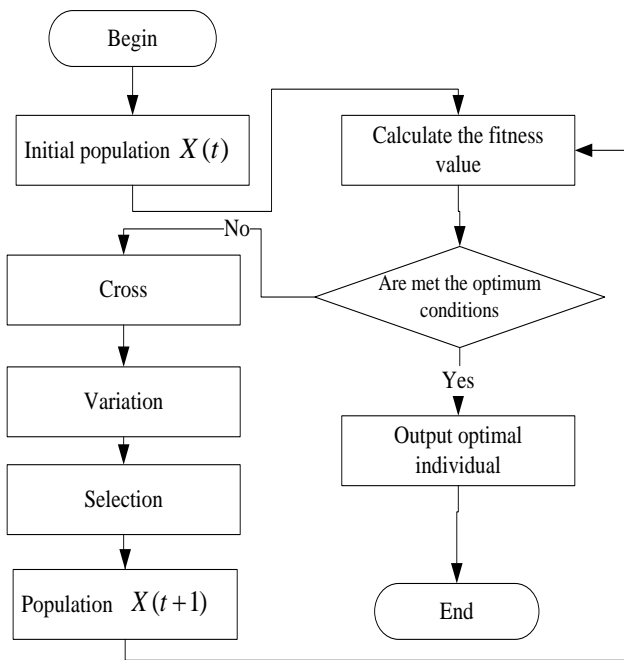 Begin
Initial population X(t)
Calculate the fitness
value
No
Are met the optimum
conditions
Cross
Yes
Variation
Output optimal
individual
Selection
Population X(t+1)
End